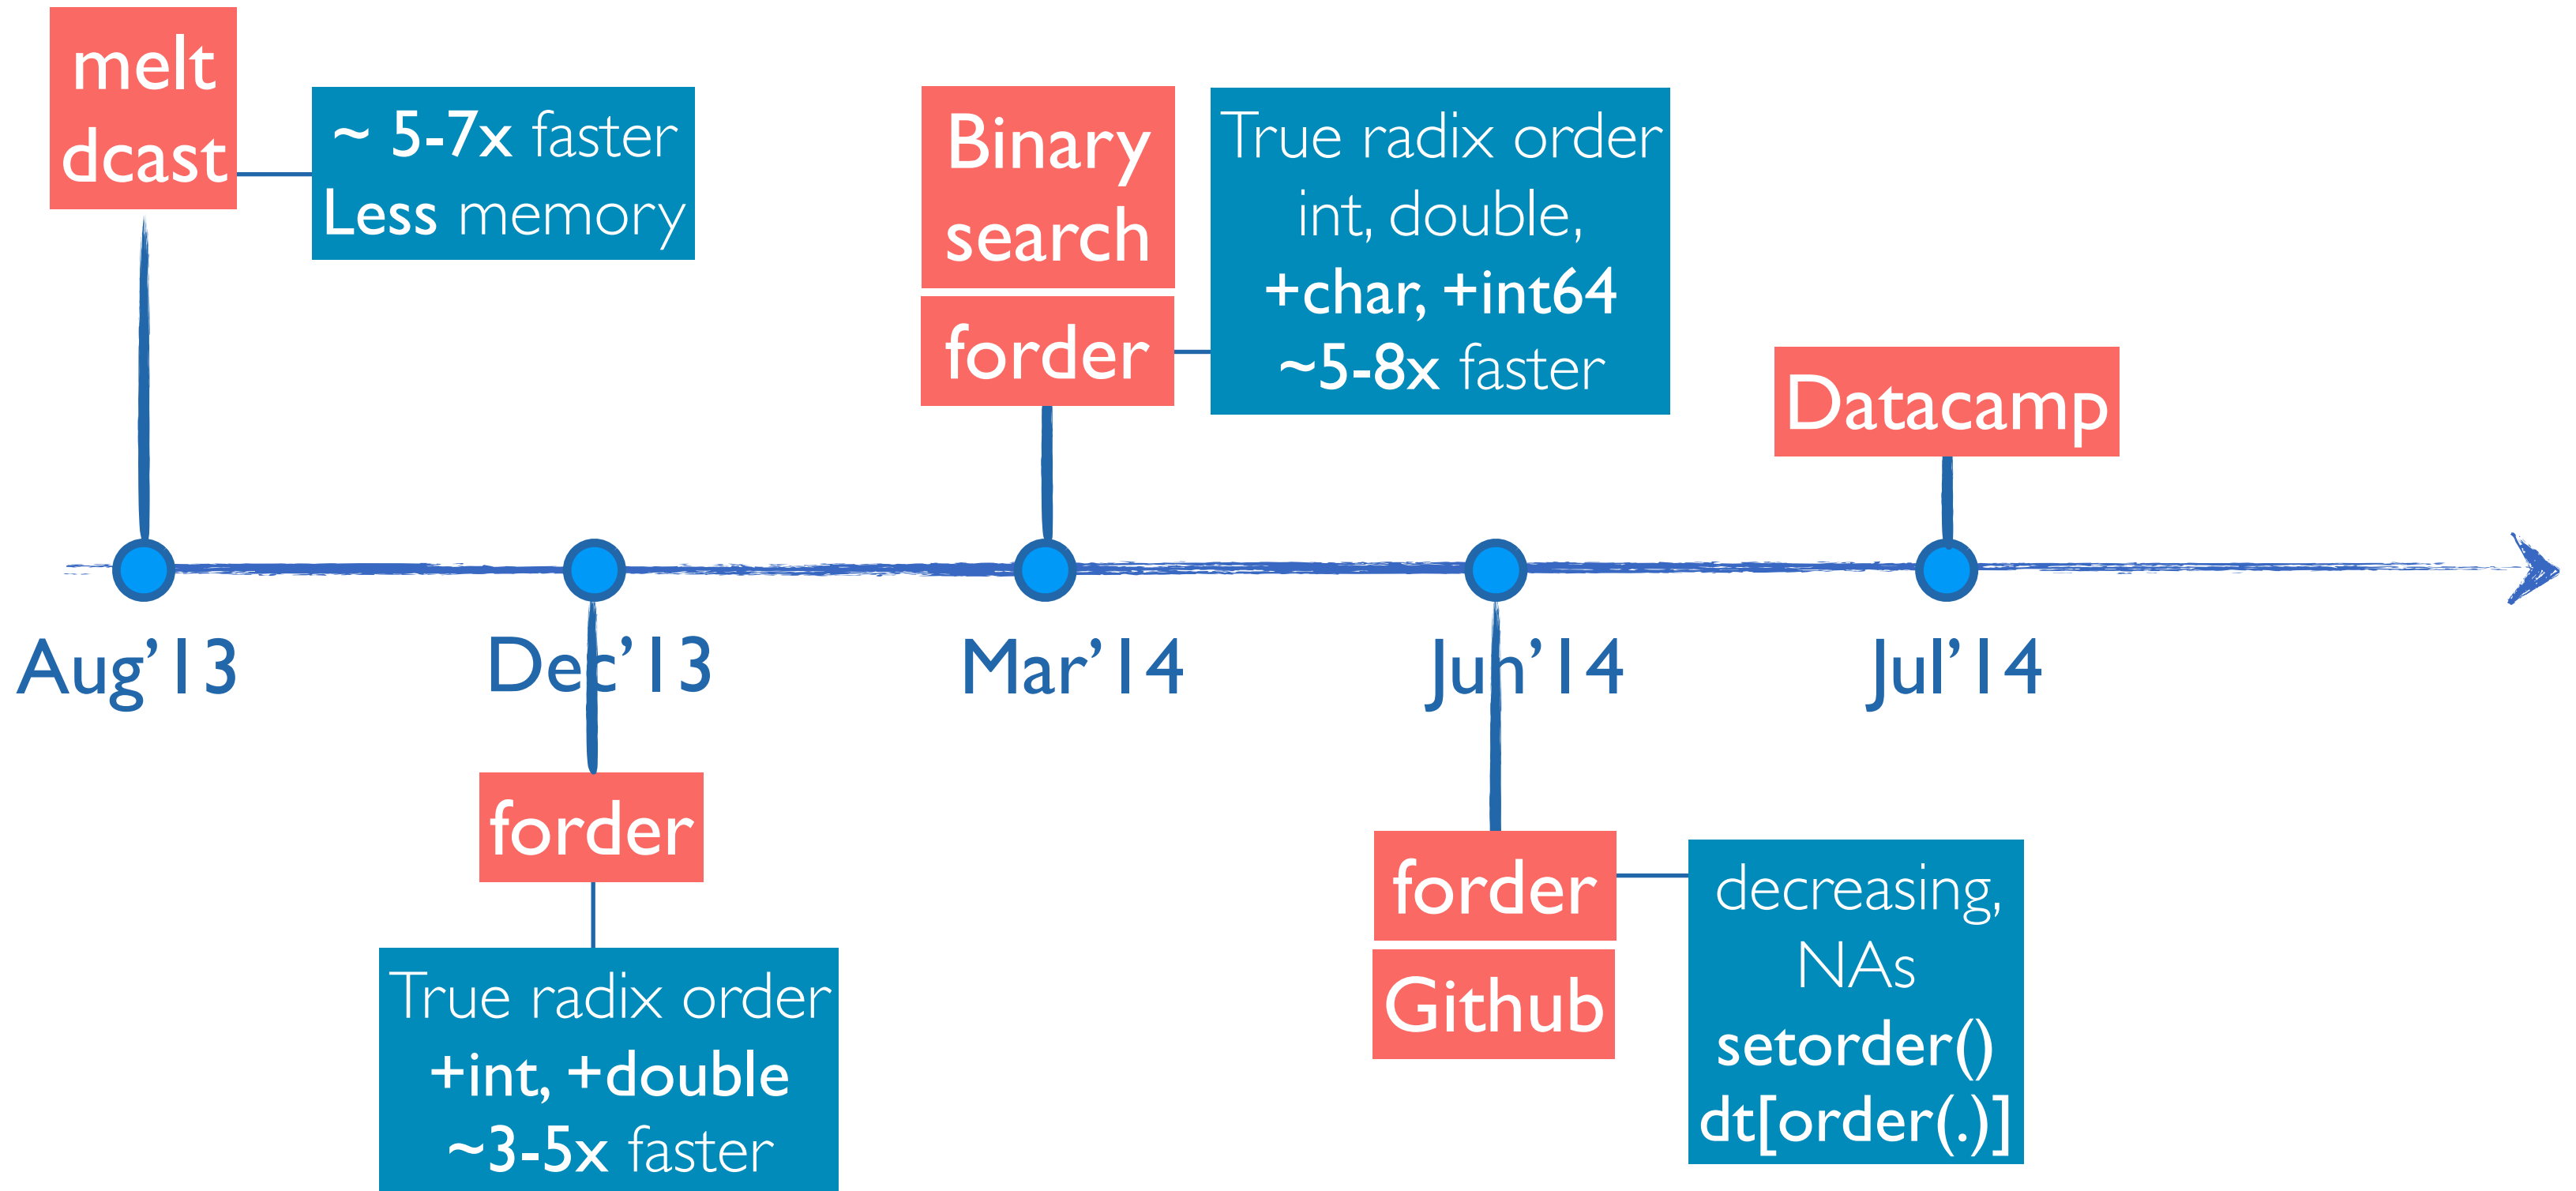 melt
dcast
~ 5-7x faster
Less memory
Binary
search
forder
True radix order
int, double,
+char, +int64
~5-8x faster
Datacamp
Aug’13
Dec’13
Mar’14
Jun’14
Jul’14
forder
True radix order
+int, +double
~3-5x faster
forder
Github
decreasing,
NAs
setorder()
dt[order(.)]